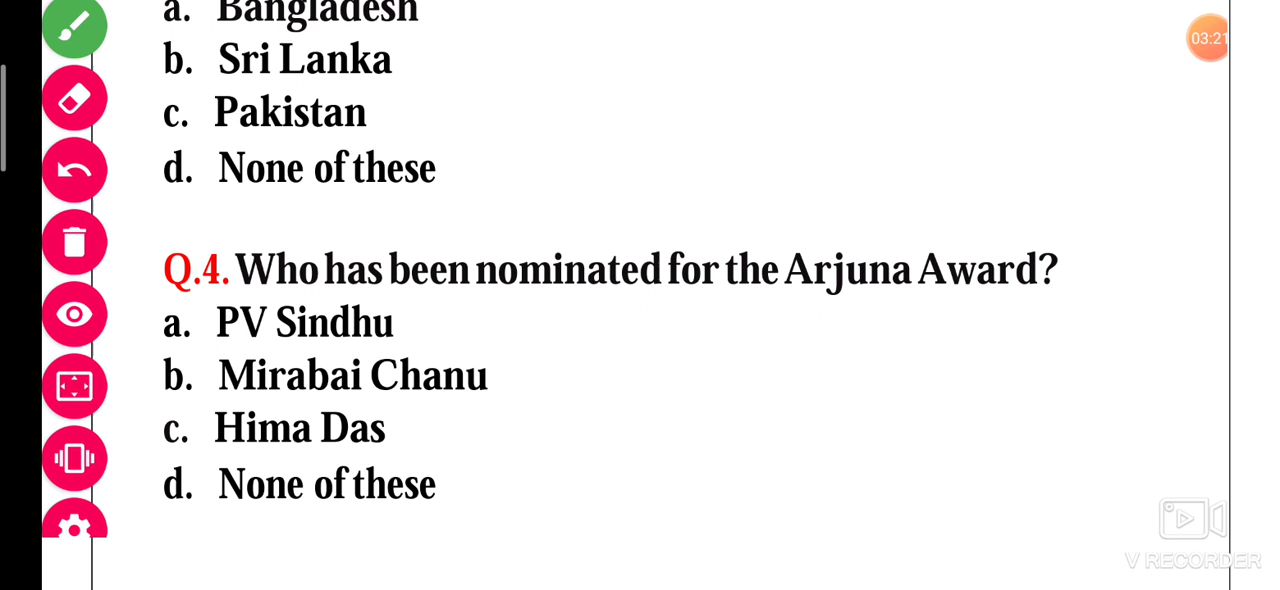 a. Bangladesh
03:21
b. Sri Lanka
c. Pakistan
d. None of these
Q.4. Who has been nominated for the Arjuna Award?
a. PV Sindhu
b. Mirabai Chanu
c. Hima Das
d. None of these
V RECORDER